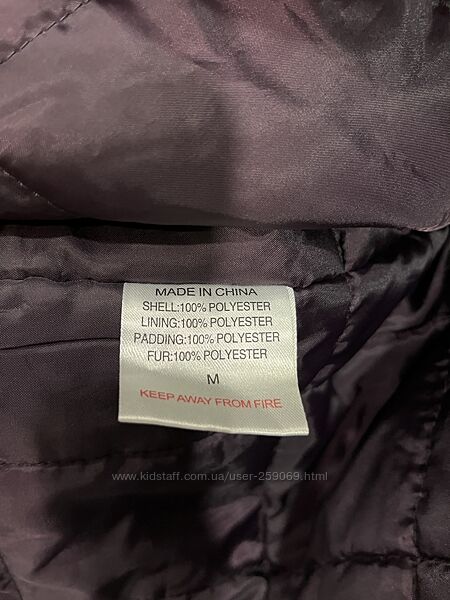 MADE IN CHINA
SHELL:100% POLYESTER
LINING:100% POLYESTER
PADDING:100% POLYESTER
FUR:100% POLYESTER
M
KEEP AWAY FROM FIRE
www.kidstaff.com.ua/user-259069.html